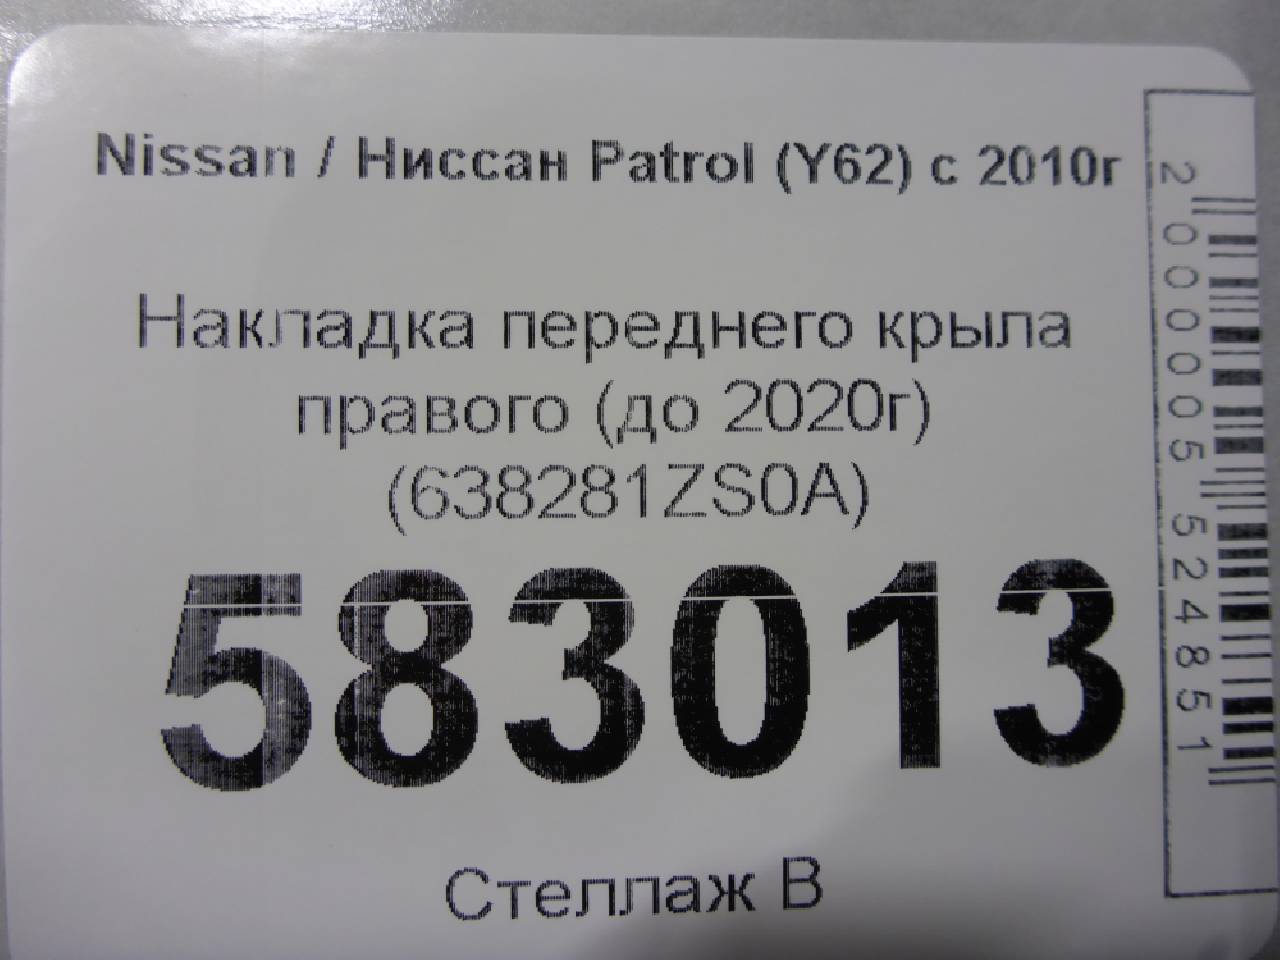 Nissan / Ниссан Patrol (Y62) с 2010г
Накладка переднего крыла
правого (до 2020г)
(638281ZS0A)
583013
Стеллаж В
2000005524851